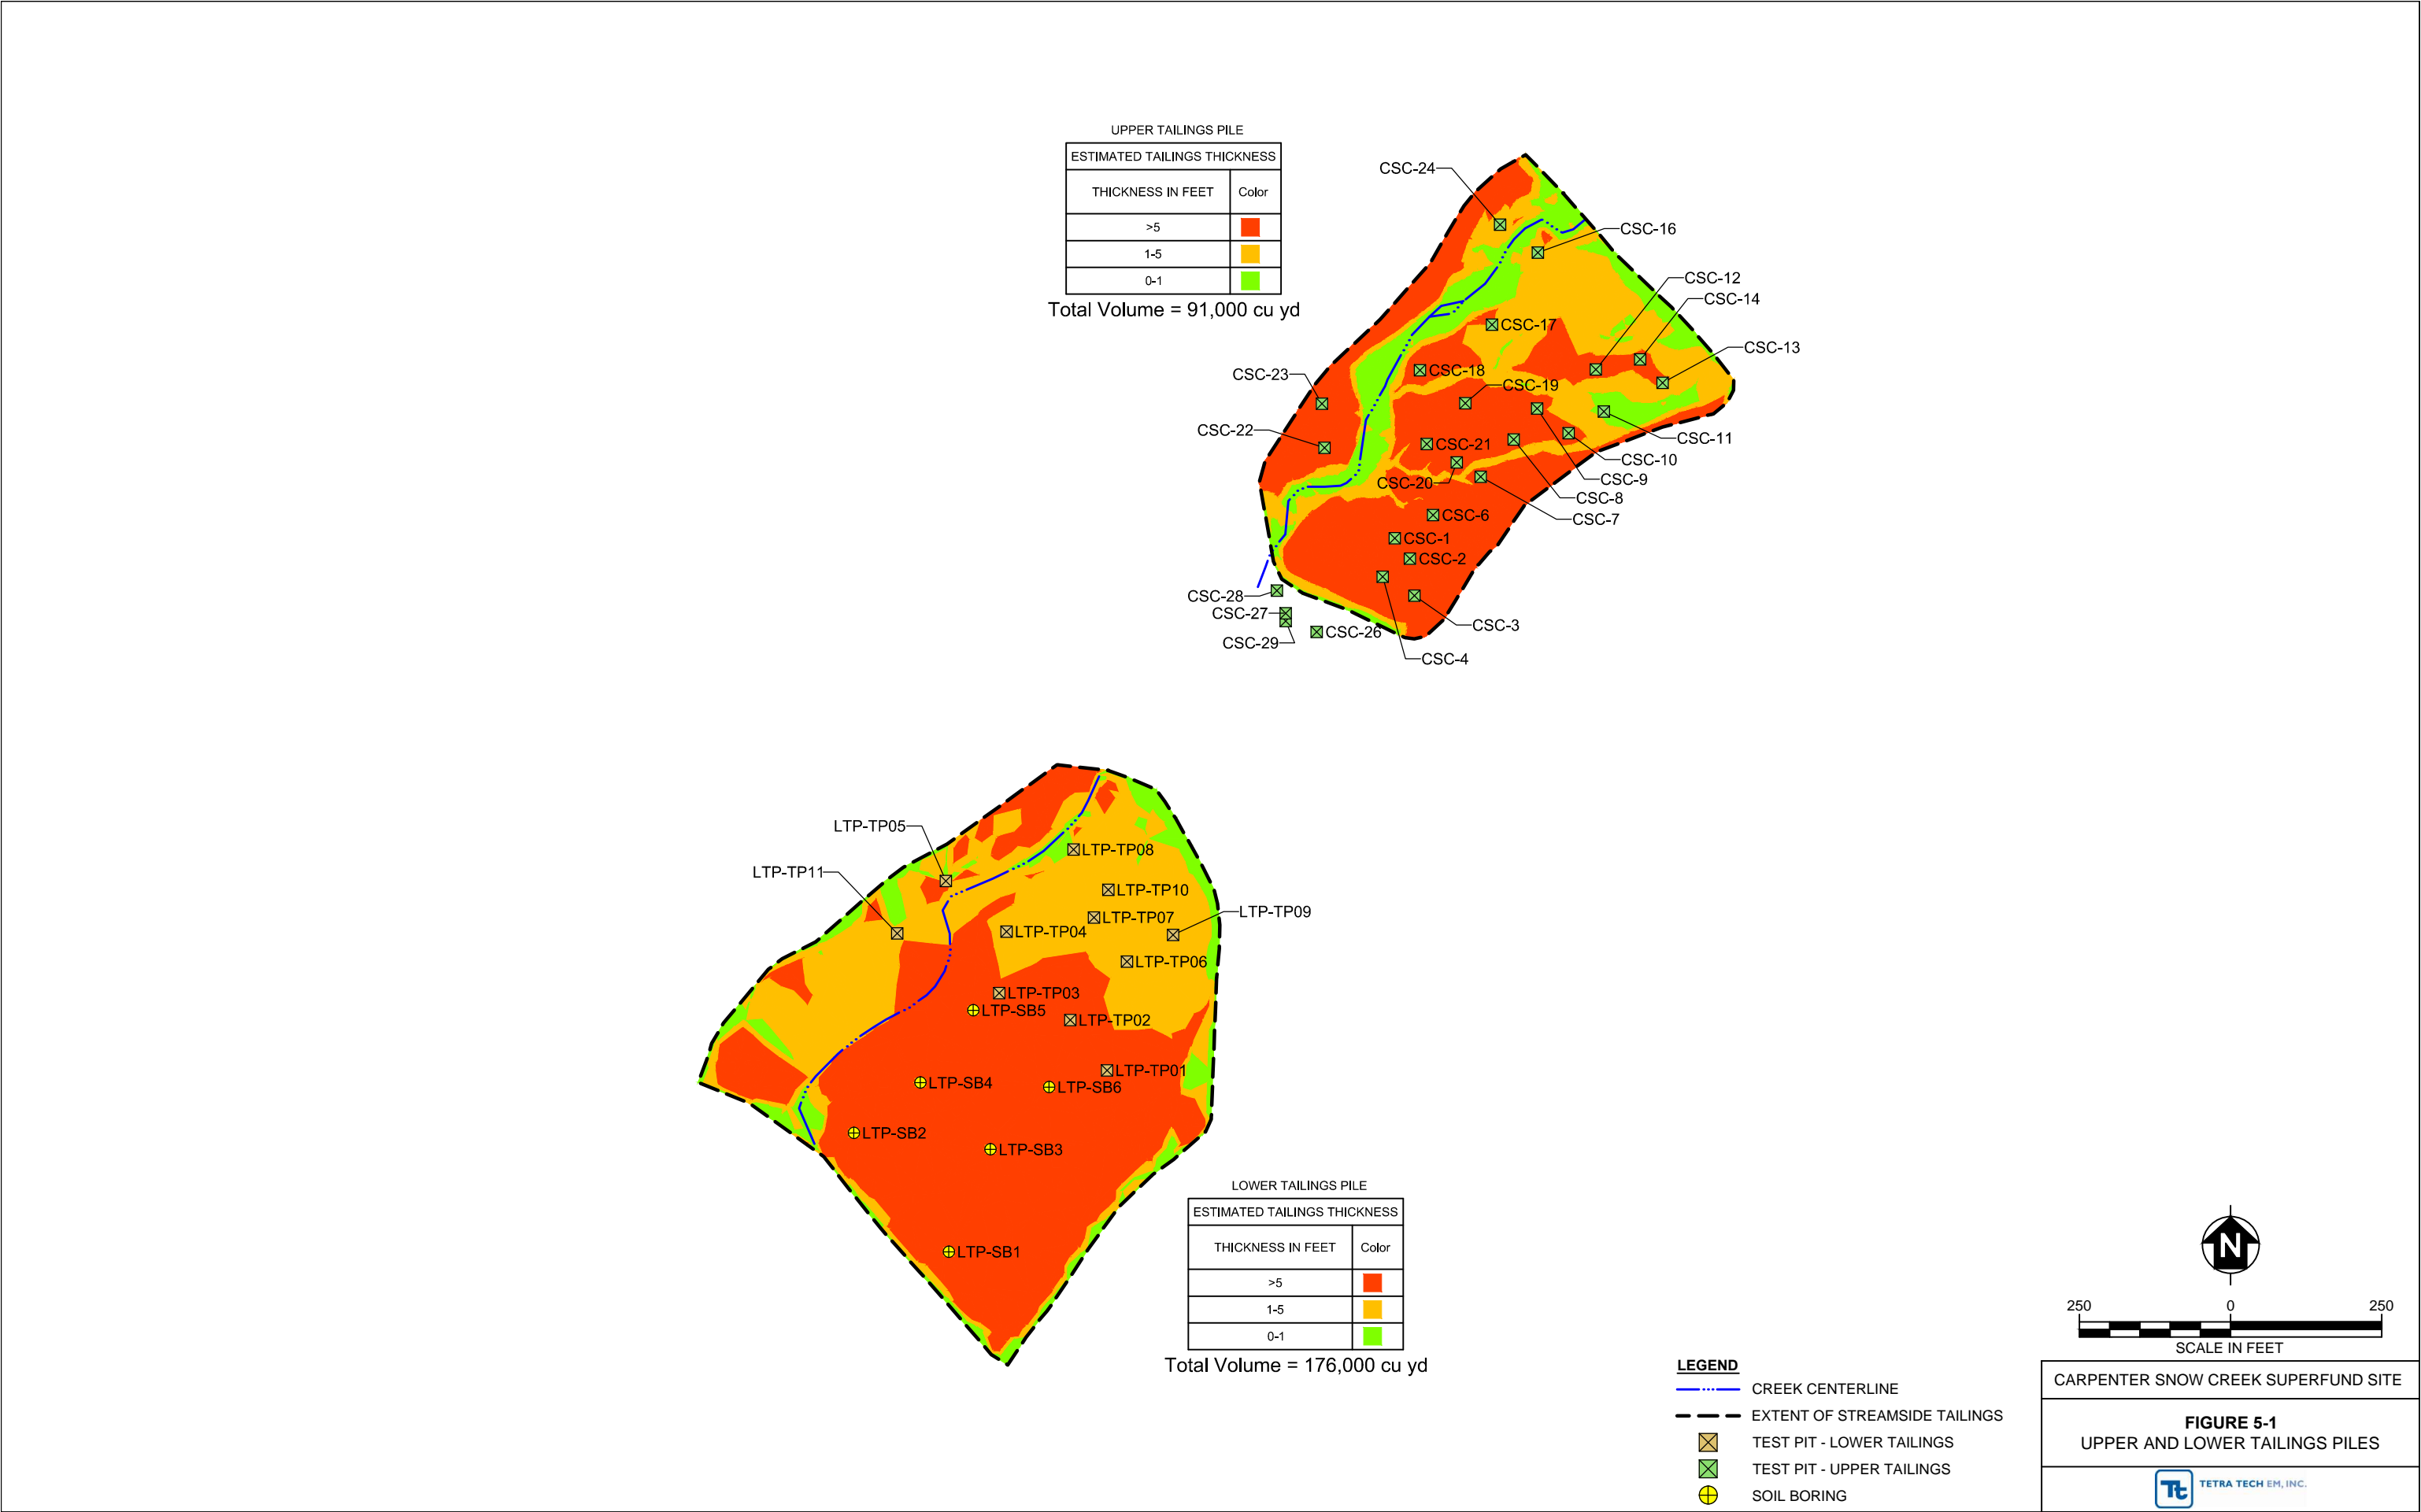 UPPER TAILINGS PILE
ESTIMATED TAILINGS THICKNESS
THICKNESS IN FEET Color
>5
1-5
0-1
Total Volume = 91,000 cu yd
CSC-24
CSC-16
CSC-12
CSC-14
CSC-17
CSC-13
CSC-18
CSC-23
CSC-19
CSC-22
CSC-21
CSC-11
CSC-10
CSC-20
CSC-9
CSC-8
CSC-6
CSC-7
CSC-1
CSC-2
CSC-28
CSC-27
CSC-3
CSC-26
CSC-29
CSC-4
LTP-TP05
LTP-TP08
LTP-TP11
LTP-TP10
LTP-TP09
LTP-TP07
LTP-TP04
LTP-TP06
LTP-TP03
LTP-SB5
LTP-TP02
LTP-TP01
LTP-SB4
LTP-SB6
LTP-SB2
LTP-SB3
LTP-SB1
LOWER TAILINGS PILE
ESTIMATED TAILINGS THICKNESS
THICKNESS IN FEET Color
>5
1-5
0-1
Total Volume = 176,000 cu yd
N
250 0 250
SCALE IN FEET
LEGEND
CREEK CENTERLINE
EXTENT OF STREAMSIDE TAILINGS
TEST PIT - LOWER TAILINGS
TEST PIT - UPPER TAILINGS
SOIL BORING
CARPENTER SNOW CREEK SUPERFUND SITE
FIGURE 5-1
UPPER AND LOWER TAILINGS PILES
Tt TETRA TECH EM, INC.